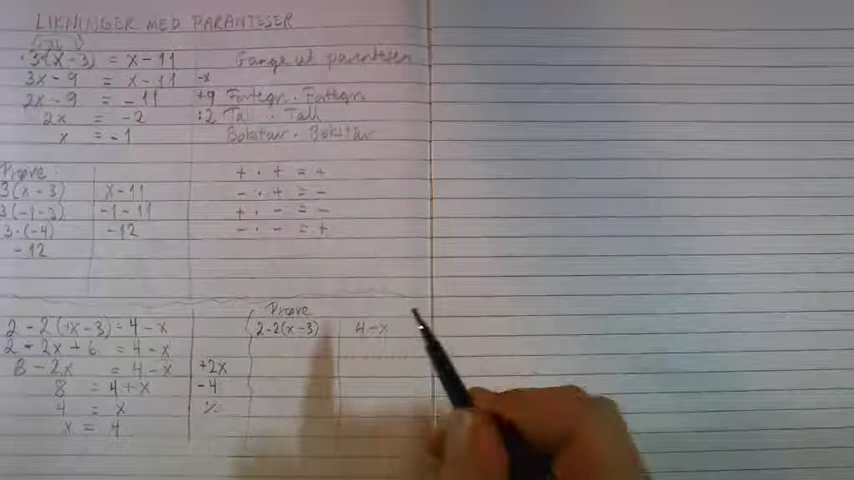 LIKNINGER MED PARANTESER
3·(x-3) = x-11 Gange ut parantesen
3x-9 = x-11 -x
2x-9 = -11 +9 Fortegn · Fortegn
2x = -2 :2 Tall · Tall
x = -1 Bokstav · Bokstav
Prøve
3(x-3) x-11
3(-1-3) -1-11
3·(-4) -12
-12
+ · + = +
- · + = -
+ · - = -
- · - = +
2-2(x-3) = 4-x
2-2x+6 = 4-x
8-2x = 4-x +2x
8 = 4+x -4
4 = x
x = 4
Prøve
2-2(x-3) 4-x